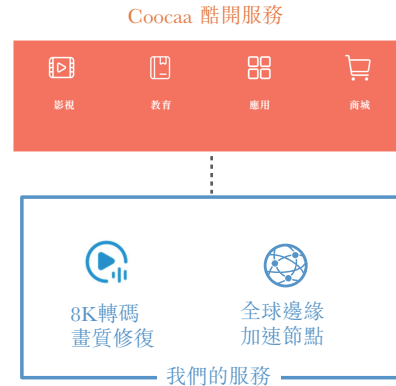 Coocaa 酷開服務
影視 教育 應用 商城
8K轉碼 全球邊緣
畫質修復 加速節點
我們的服務